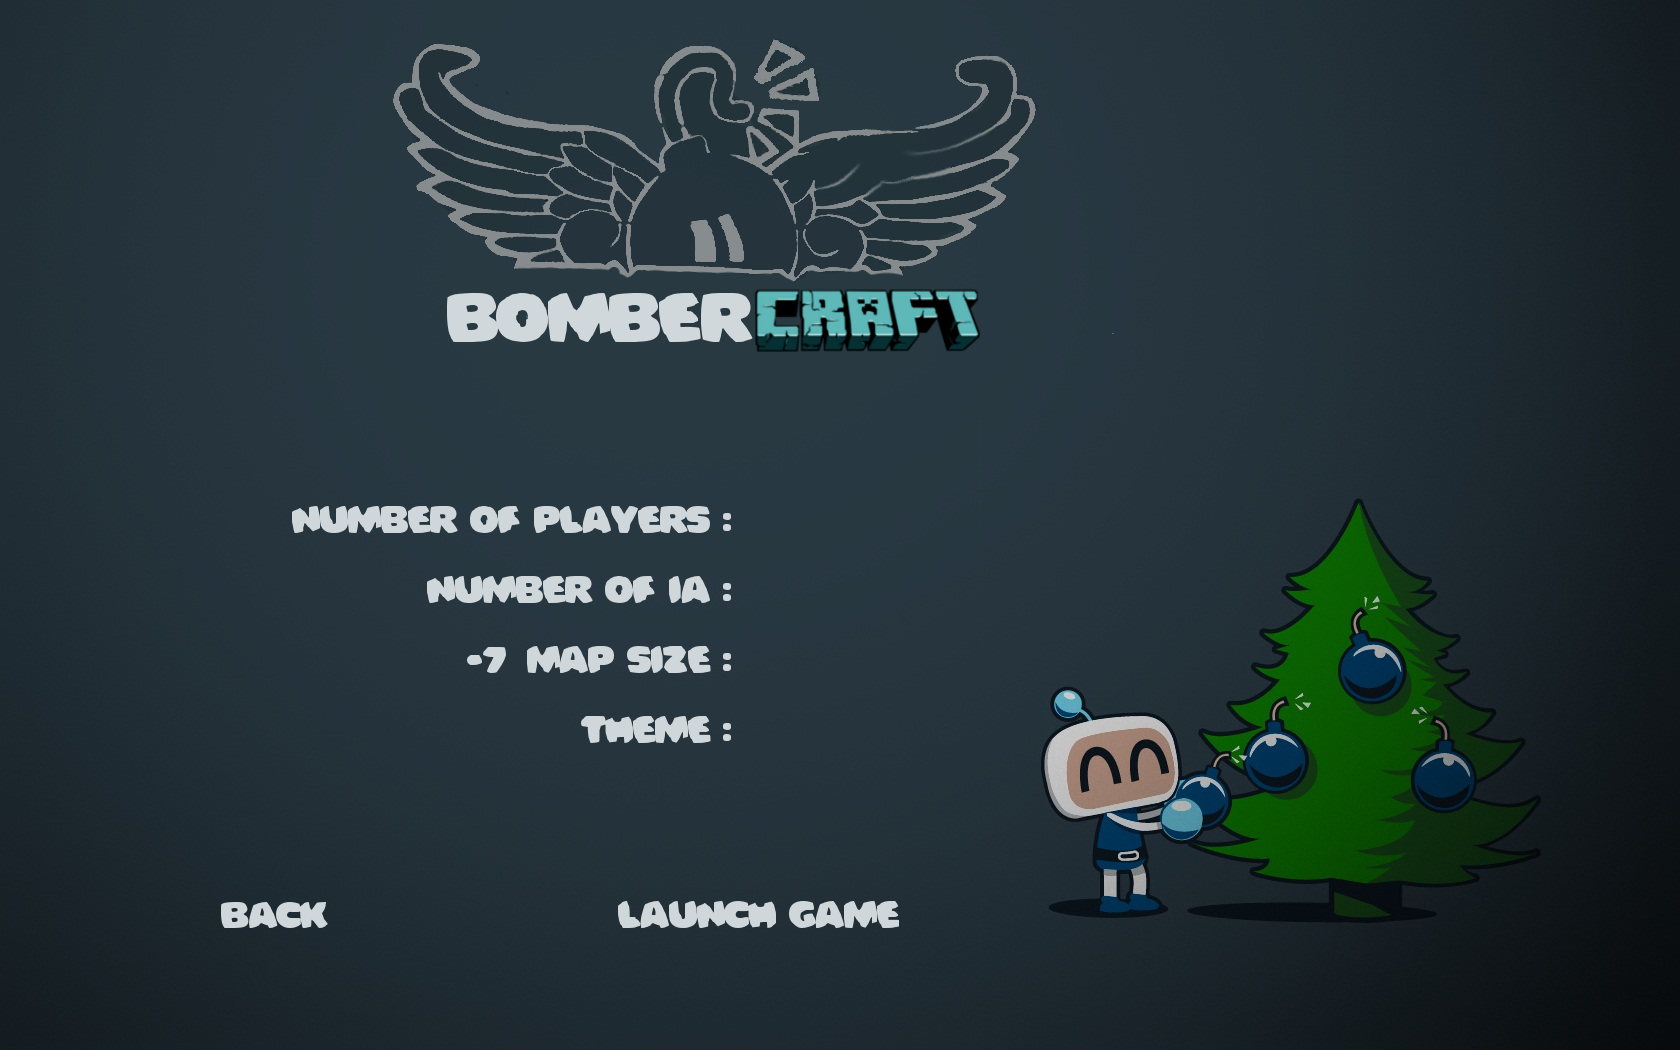 BOMBERCRAFT
NUMBER OF PLAYERS :
NUMBER OF IA :
-7 MAP SIZE :
THEME :
BACK
LAUNCH GAME